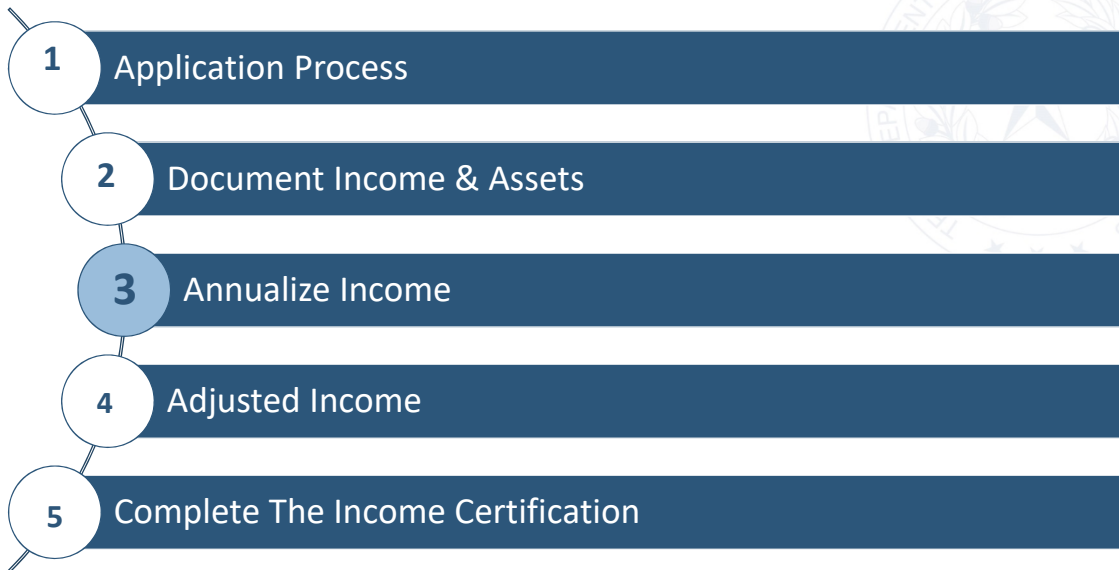 1
Application Process
2
Document Income & Assets
3
Annualize Income
4
Adjusted Income
5
Complete The Income Certification